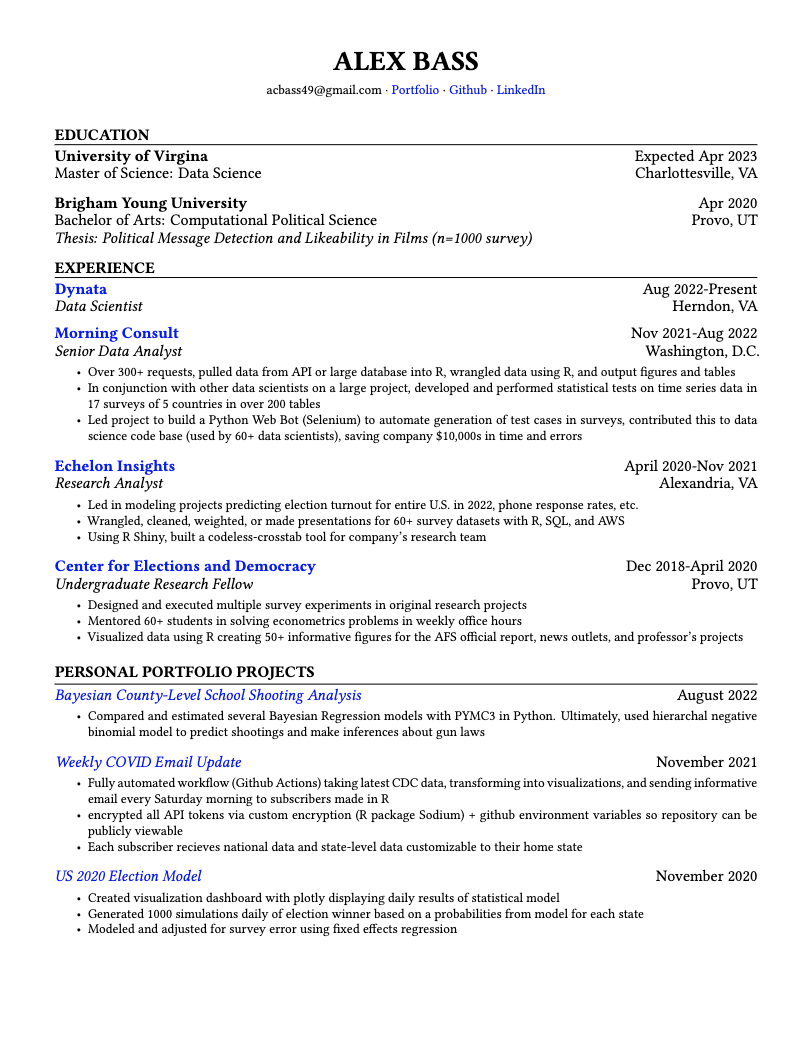 ALEX BASS
acbass49@gmail.com · Portfolio · Github · LinkedIn
EDUCATION
University of Virgina Expected Apr 2023
Master of Science: Data Science Charlottesville, VA
Brigham Young University Apr 2020
Bachelor of Arts: Computational Political Science Provo, UT
Thesis: Political Message Detection and Likeability in Films (n=1000 survey)
EXPERIENCE
Dynata Aug 2022-Present
Data Scientist Herndon, VA
Morning Consult Nov 2021-Aug 2022
Senior Data Analyst Washington, D.C.
• Over 300+ requests, pulled data from API or large database into R, wrangled data using R, and output figures and tables
• In conjunction with other data scientists on a large project, developed and performed statistical tests on time series data in
17 surveys of 5 countries in over 200 tables
• Led project to build a Python Web Bot (Selenium) to automate generation of test cases in surveys, contributed this to data
science code base (used by 60+ data scientists), saving company $10,000s in time and errors
Echelon Insights April 2020-Nov 2021
Research Analyst Alexandria, VA
• Led in modeling projects predicting election turnout for entire U.S. in 2022, phone response rates, etc.
• Wrangled, cleaned, weighted, or made presentations for 60+ survey datasets with R, SQL, and AWS
• Using R Shiny, built a codeless-crosstab tool for company's research team
Center for Elections and Democracy Dec 2018-April 2020
Undergraduate Research Fellow Provo, UT
• Designed and executed multiple survey experiments in original research projects
• Mentored 60+ students in solving econometrics problems in weekly office hours
• Visualized data using R creating 50+ informative figures for the AFS official report, news outlets, and professor's projects
PERSONAL PORTFOLIO PROJECTS
Bayesian County-Level School Shooting Analysis August 2022
• Compared and estimated several Bayesian Regression models with PYMC3 in Python. Ultimately, used hierarchal negative
binomial model to predict shootings and make inferences about gun laws
Weekly COVID Email Update November 2021
• Fully automated workflow (Github Actions) taking latest CDC data, transforming into visualizations, and sending informative
email every Saturday morning to subscribers made in R
• encrypted all API tokens via custom encryption (R package Sodium) + github environment variables so repository can be
publicly viewable
• Each subscriber recieves national data and state-level data customizable to their home state
US 2020 Election Model November 2020
• Created visualization dashboard with plotly displaying daily results of statistical model
• Generated 1000 simulations daily of election winner based on a probabilities from model for each state
• Modeled and adjusted for survey error using fixed effects regression